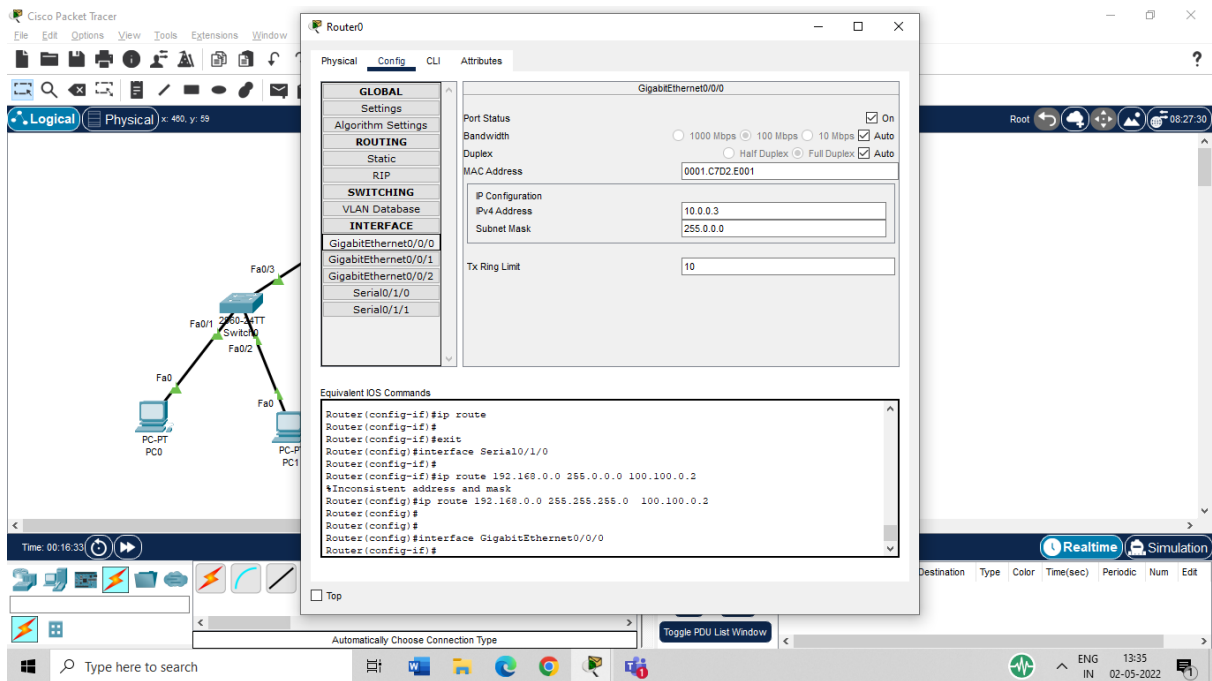 Cisco Packet Tracer
File Edit Options View Tools Extensions Window
Logical Physical x: 460, y: 59
Root 08:27:30
Router0
Physical Config CLI Attributes
GLOBAL
Settings
Algorithm Settings
ROUTING
Static
RIP
SWITCHING
VLAN Database
INTERFACE
GigabitEthernet0/0/0
GigabitEthernet0/0/1
GigabitEthernet0/0/2
Serial0/1/0
Serial0/1/1
GigabitEthernet0/0/0
Port Status On
Bandwidth 1000 Mbps 100 Mbps 10 Mbps Auto
Duplex Half Duplex Full Duplex Auto
MAC Address 0001.C7D2.E001
IP Configuration
IPv4 Address 10.0.0.3
Subnet Mask 255.0.0.0
Tx Ring Limit 10
Equivalent IOS Commands
Router(config-if)#ip route
Router(config-if)#
Router(config-if)#exit
Router(config)#interface Serial0/1/0
Router(config-if)#
Router(config-if)#ip route 192.168.0.0 255.0.0.0 100.100.0.2
%Inconsistent address and mask
Router(config)#ip route 192.168.0.0 255.255.255.0  100.100.0.2
Router(config)#
Router(config)#
Router(config)#interface GigabitEthernet0/0/0
Router(config-if)#
Top
Fa0/3
2960-24TT
Switch0
Fa0/1
Fa0/2
Fa0
Fa0
PC-PT
PC0
PC-P
PC1
Time: 00:16:33
Realtime Simulation
Destination Type Color Time(sec) Periodic Num Edit
Automatically Choose Connection Type
Toggle PDU List Window
Type here to search
ENG
IN
13:35
02-05-2022